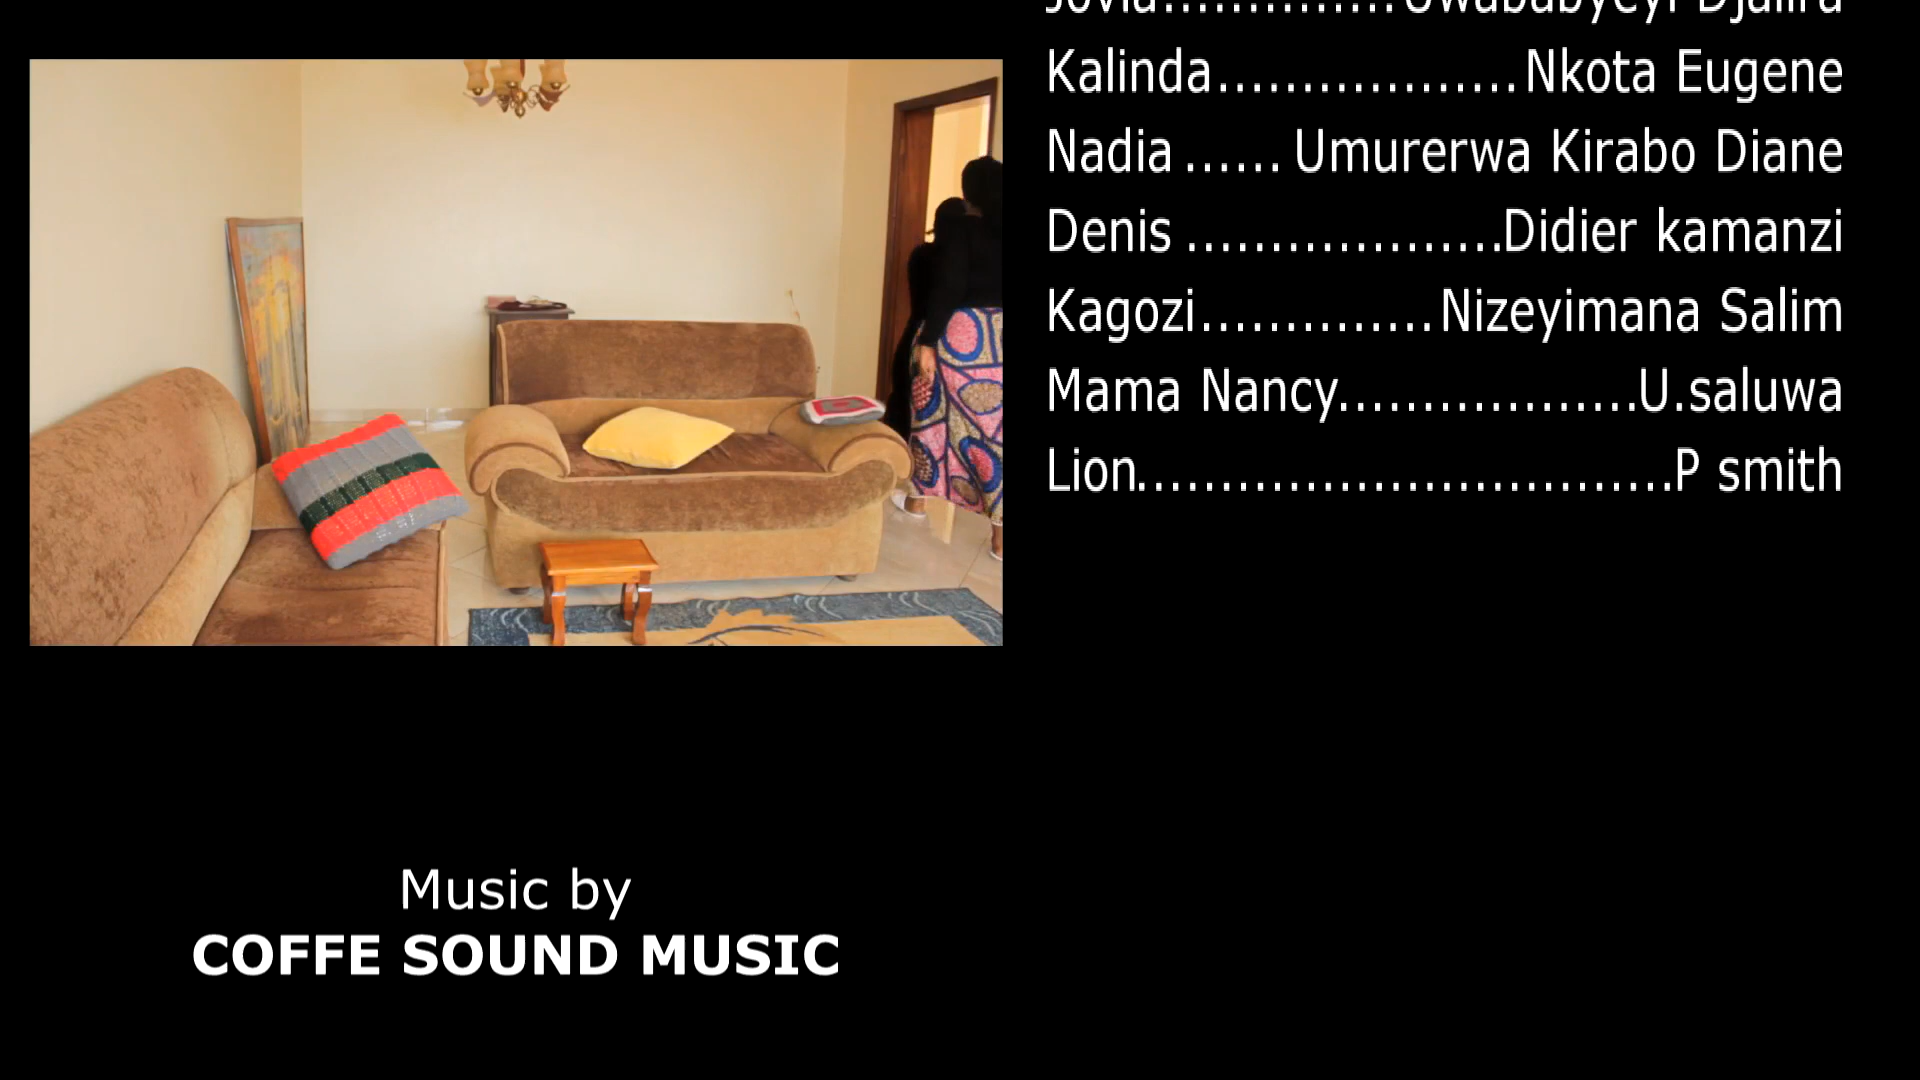 Kalinda..................Nkota Eugene
Nadia ...... Umurerwa Kirabo Diane
Denis ...................Didier kamanzi
Kagozi..............Nizeyimana Salim
Mama Nancy..................U.saluwa
Lion................................P smith
Music by
COFFE SOUND MUSIC